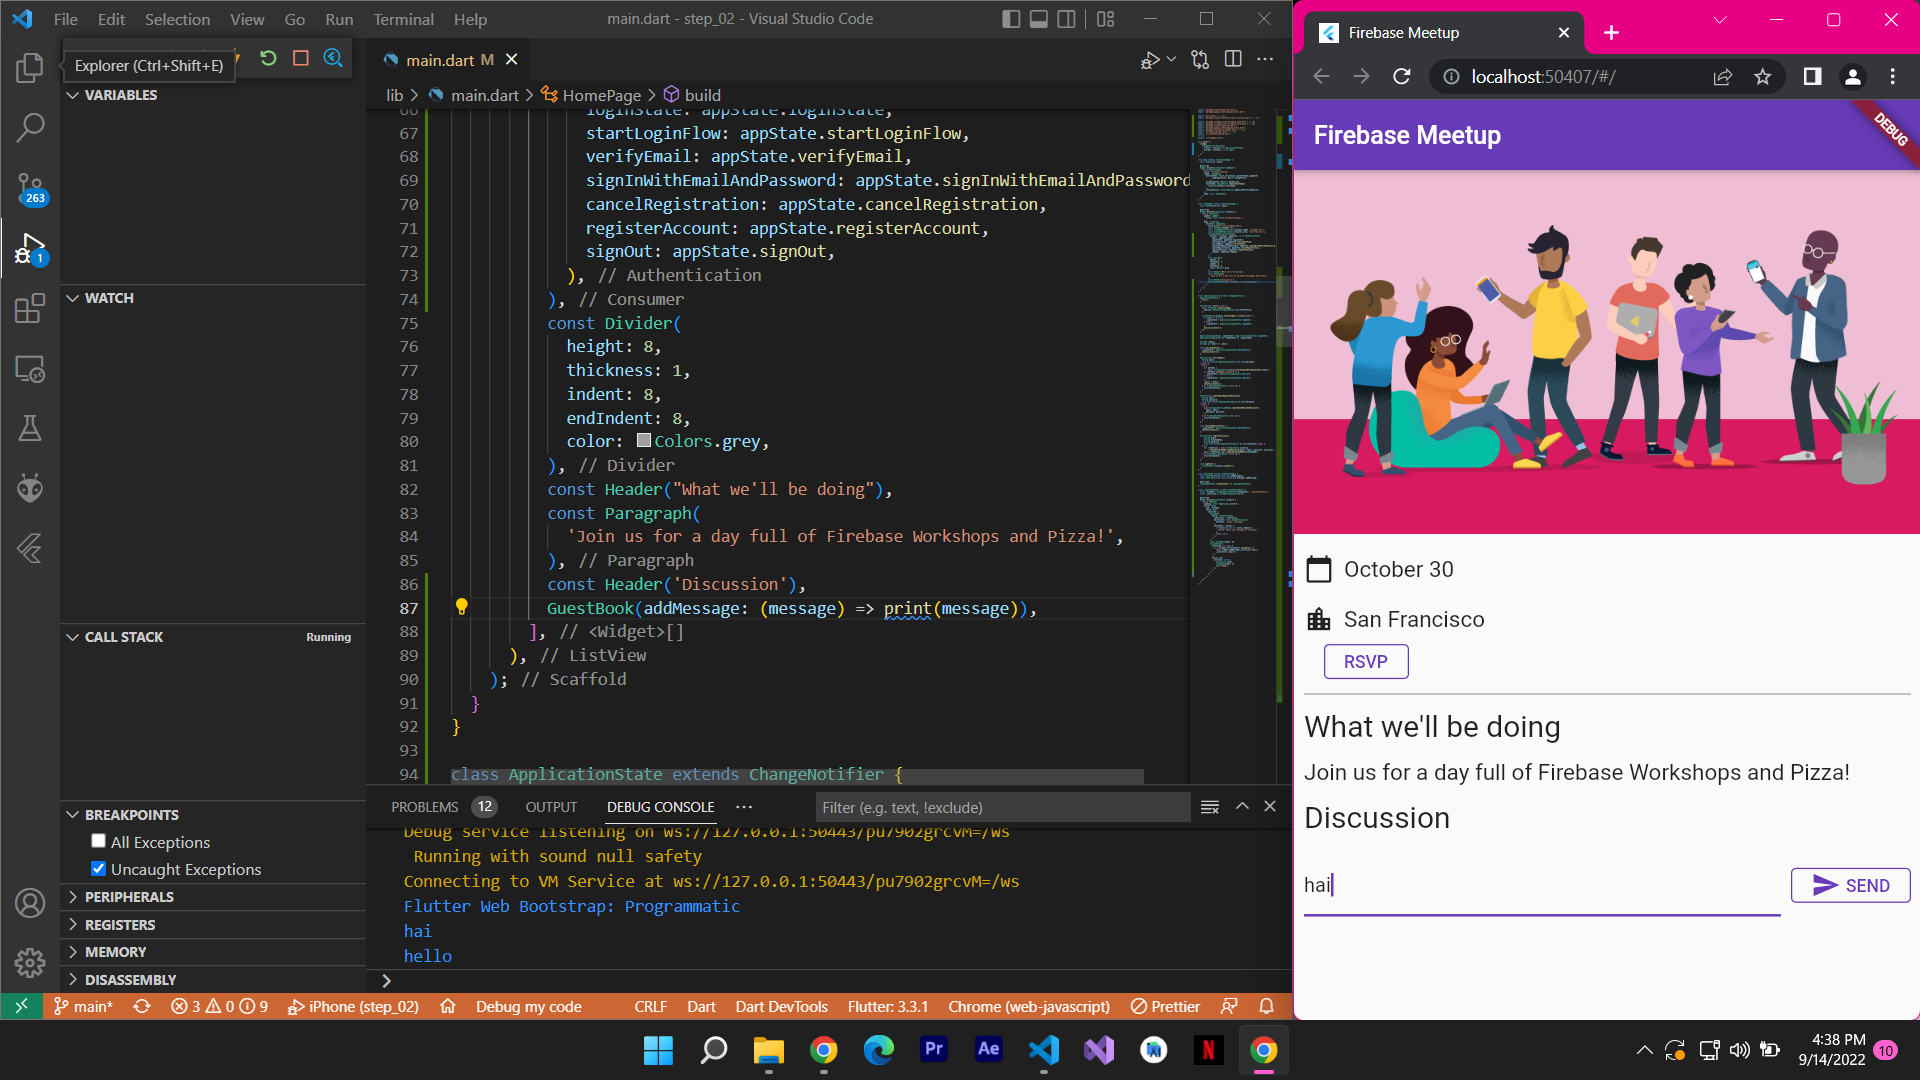 File Edit Selection View Go Run Terminal Help
main.dart - step_02 - Visual Studio Code
Explorer (Ctrl+Shift+E)
VARIABLES
WATCH
CALL STACK
Running
BREAKPOINTS
All Exceptions
Uncaught Exceptions
PERIPHERALS
REGISTERS
MEMORY
DISASSEMBLY
263
1
main.dart M
lib > main.dart > HomePage > build
66 loginState: appState.loginState,
67 startLoginFlow: appState.startLoginFlow,
68 verifyEmail: appState.verifyEmail,
69 signInWithEmailAndPassword: appState.signInWithEmailAndPassword
70 cancelRegistration: appState.cancelRegistration,
71 registerAccount: appState.registerAccount,
72 signOut: appState.signOut,
73 ), // Authentication
74 ), // Consumer
75 const Divider(
76 height: 8,
77 thickness: 1,
78 indent: 8,
79 endIndent: 8,
80 color: Colors.grey,
81 ), // Divider
82 const Header("What we'll be doing"),
83 const Paragraph(
84 'Join us for a day full of Firebase Workshops and Pizza!',
85 ), // Paragraph
86 const Header('Discussion'),
87 GuestBook(addMessage: (message) => print(message)),
88 ], // <Widget>[]
89 ), // ListView
90 ); // Scaffold
91 }
92 }
93
94 class ApplicationState extends ChangeNotifier {
PROBLEMS 12 OUTPUT DEBUG CONSOLE ··· Filter (e.g. text, !exclude)
Debug service listening on ws://127.0.0.1:50443/pu7902grcvM=/ws
Running with sound null safety
Connecting to VM Service at ws://127.0.0.1:50443/pu7902grcvM=/ws
Flutter Web Bootstrap: Programmatic
hai
hello
>
main* 3 0 9 iPhone (step_02) Debug my code CRLF Dart Dart DevTools Flutter: 3.3.1 Chrome (web-javascript) Prettier
Firebase Meetup
localhost:50407/#/
Firebase Meetup
DEBUG
October 30
San Francisco
RSVP
What we'll be doing
Join us for a day full of Firebase Workshops and Pizza!
Discussion
hai
SEND
Pr
Ae
N
4:38 PM
9/14/2022
10